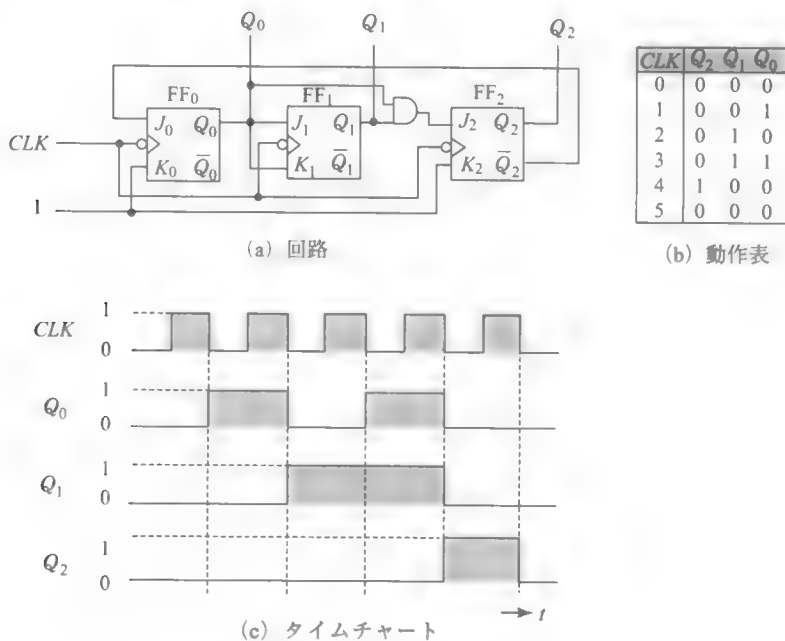 Q₀ Q₁ Q₂
FF₀ FF₁ FF₂
J₀ Q₀ J₁ Q₁ J₂ Q₂
CLK
K₀ Q̅₀ K₁ Q̅₁ K₂ Q̅₂
1
(a) 回路
CLK Q₂ Q₁ Q₀
0 0 0 0
1 0 0 1
2 0 1 0
3 0 1 1
4 1 0 0
5 0 0 0
(b) 動作表
1
CLK
0
1
Q₀
0
1
Q₁
0
1
Q₂
0
t
(c) タイムチャート